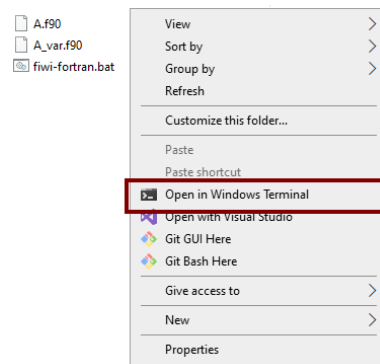 A.f90
A_var.f90
fiwi-fortran.bat
View
Sort by
Group by
Refresh
Customize this folder...
Paste
Paste shortcut
Open in Windows Terminal
Open with Visual Studio
Git GUI Here
Git Bash Here
Give access to
New
Properties